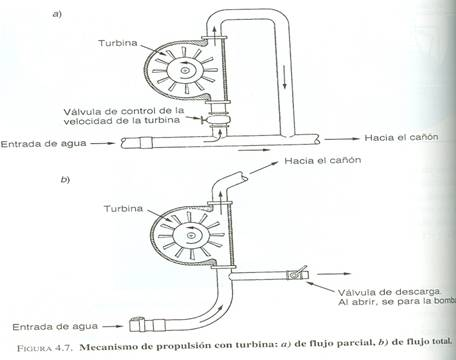 a)
Turbina
Válvula de control de la
velocidad de la turbina
Entrada de agua
Hacia el cañón
Hacia el cañón
b)
Turbina
Válvula de descarga.
Al abrir, se para la bomba
Entrada de agua
FIGURA 4.7. Mecanismo de propulsión con turbina: a) de flujo parcial, b) de flujo total.